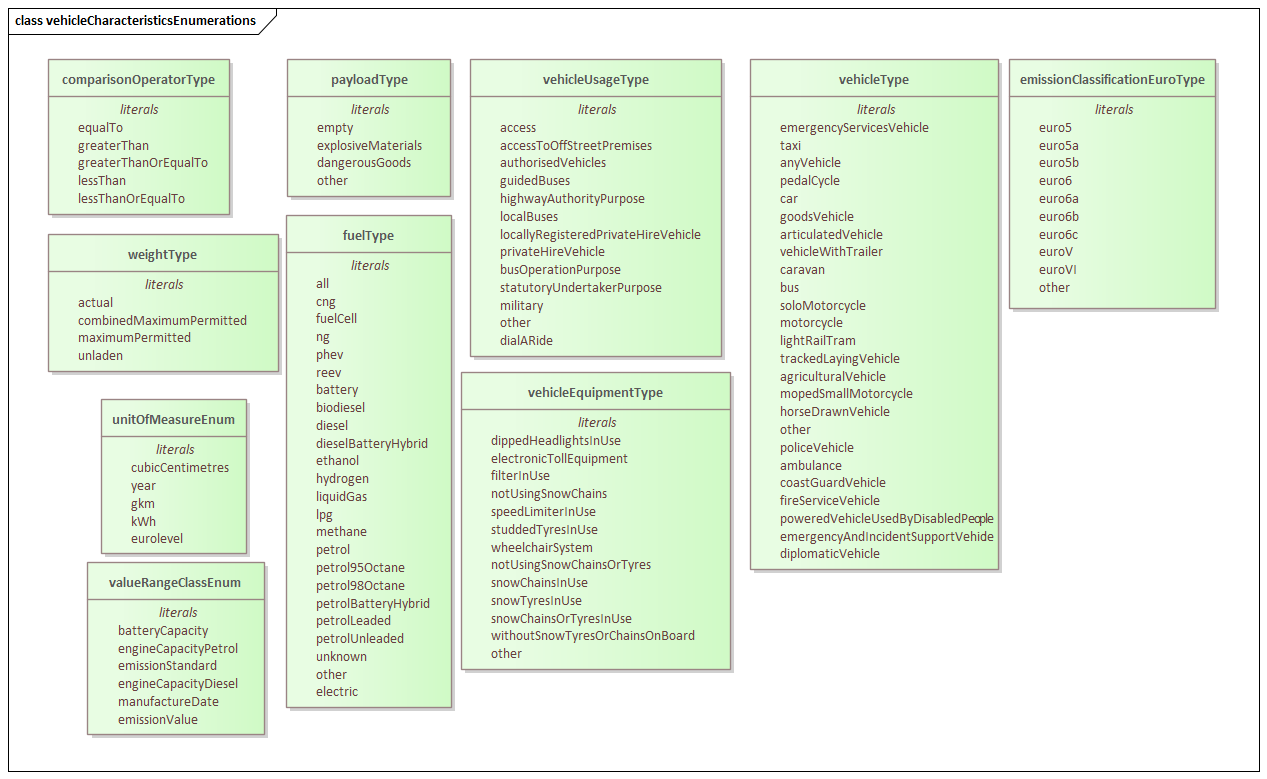 class vehicleCharacteristicsEnumerations
comparisonOperatorType
literals
equalTo
greaterThan
greaterThanOrEqualTo
lessThan
lessThanOrEqualTo
weightType
literals
actual
combinedMaximumPermitted
maximumPermitted
unladen
unitOfMeasureEnum
literals
cubicCentimetres
year
gkm
kWh
eurolevel
valueRangeClassEnum
literals
batteryCapacity
engineCapacityPetrol
emissionStandard
engineCapacityDiesel
manufactureDate
emissionValue
payloadType
literals
empty
explosiveMaterials
dangerousGoods
other
fuelType
literals
all
cng
fuelCell
ng
phev
reev
battery
biodiesel
diesel
dieselBatteryHybrid
ethanol
hydrogen
liquidGas
lpg
methane
petrol
petrol95Octane
petrol98Octane
petrolBatteryHybrid
petrolLeaded
petrolUnleaded
unknown
other
electric
vehicleUsageType
literals
access
accessToOffStreetPremises
authorisedVehicles
guidedBuses
highwayAuthorityPurpose
localBuses
locallyRegisteredPrivateHireVehicle
privateHireVehicle
busOperationPurpose
statutoryUndertakerPurpose
military
other
dialARide
vehicleEquipmentType
literals
dippedHeadlightsInUse
electronicTollEquipment
filterInUse
notUsingSnowChains
speedLimiterInUse
studdedTyresInUse
wheelchairSystem
notUsingSnowChainsOrTyres
snowChainsInUse
snowTyresInUse
snowChainsOrTyresInUse
withoutSnowTyresOrChainsOnBoard
other
vehicleType
literals
emergencyServicesVehicle
taxi
anyVehicle
pedalCycle
car
goodsVehicle
articulatedVehicle
vehicleWithTrailer
caravan
bus
soloMotorcycle
motorcycle
lightRailTram
trackedLayingVehicle
agriculturalVehicle
mopedSmallMotorcycle
horseDrawnVehicle
other
policeVehicle
ambulance
coastGuardVehicle
fireServiceVehicle
poweredVehicleUsedByDisabledPeople
emergencyAndIncidentSupportVehicle
diplomaticVehicle
emissionClassificationEuroType
literals
euro5
euro5a
euro5b
euro6
euro6a
euro6b
euro6c
euroV
euroVI
other